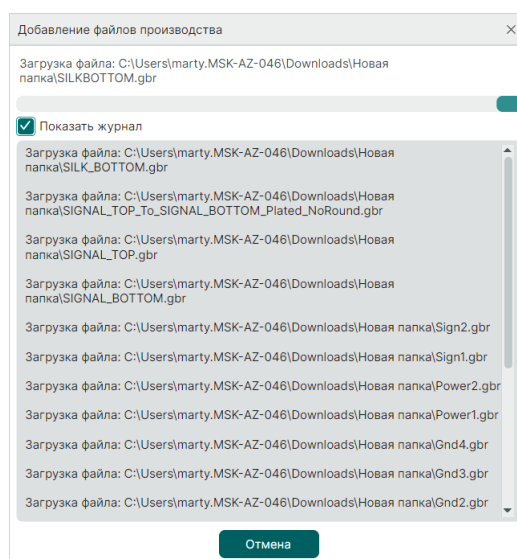 Добавление файлов производства
Загрузка файла: C:\Users\marty.MSK-AZ-046\Downloads\Новая
папка\SILKBOTTOM.gbr
Показать журнал
Загрузка файла: C:\Users\marty.MSK-AZ-046\Downloads\Новая
папка\SILK_BOTTOM.gbr
Загрузка файла: C:\Users\marty.MSK-AZ-046\Downloads\Новая
папка\SIGNAL_TOP_To_SIGNAL_BOTTOM_Plated_NoRound.gbr
Загрузка файла: C:\Users\marty.MSK-AZ-046\Downloads\Новая
папка\SIGNAL_TOP.gbr
Загрузка файла: C:\Users\marty.MSK-AZ-046\Downloads\Новая
папка\SIGNAL_BOTTOM.gbr
Загрузка файла: C:\Users\marty.MSK-AZ-046\Downloads\Новая папка\Sign2.gbr
Загрузка файла: C:\Users\marty.MSK-AZ-046\Downloads\Новая папка\Sign1.gbr
Загрузка файла: C:\Users\marty.MSK-AZ-046\Downloads\Новая папка\Power2.gbr
Загрузка файла: C:\Users\marty.MSK-AZ-046\Downloads\Новая папка\Power1.gbr
Загрузка файла: C:\Users\marty.MSK-AZ-046\Downloads\Новая папка\Gnd4.gbr
Загрузка файла: C:\Users\marty.MSK-AZ-046\Downloads\Новая папка\Gnd3.gbr
Загрузка файла: C:\Users\marty.MSK-AZ-046\Downloads\Новая папка\Gnd2.gbr
Отмена